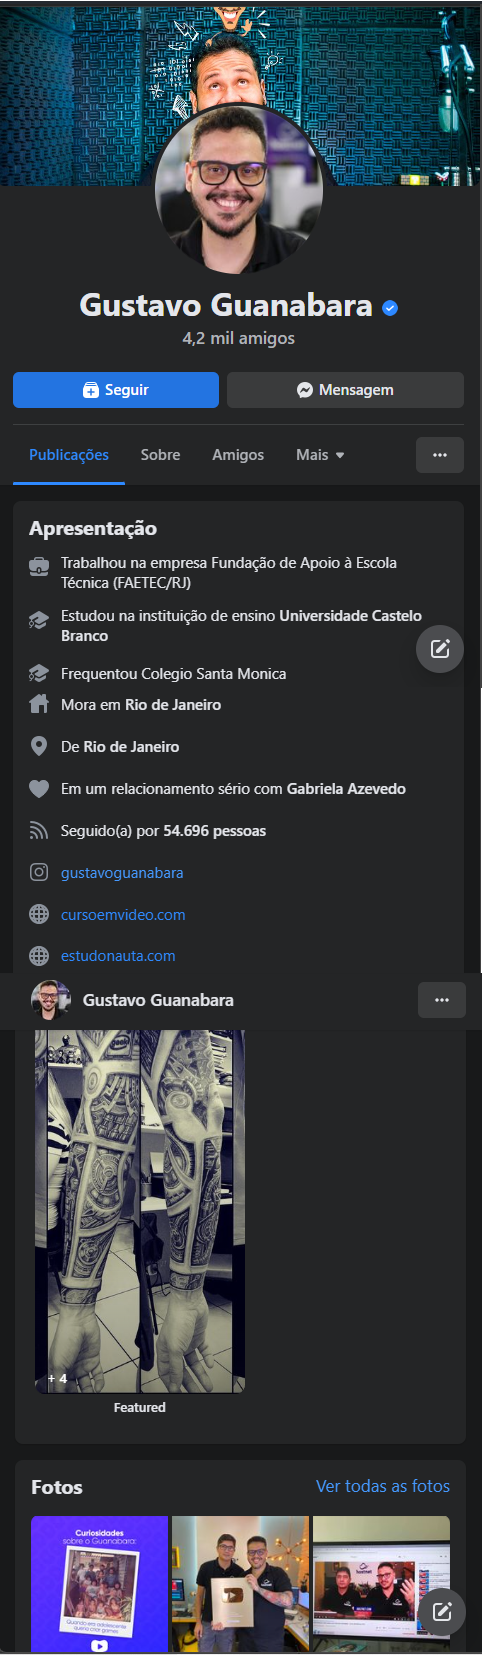 Gustavo Guanabara
4,2 mil amigos
Seguir
Mensagem
Publicações
Sobre
Amigos
Mais
Apresentação
Trabalhou na empresa Fundação de Apoio à Escola
Técnica (FAETEC/RJ)
Estudou na instituição de ensino Universidade Castelo
Branco
Frequentou Colegio Santa Monica
Mora em Rio de Janeiro
De Rio de Janeiro
Em um relacionamento sério com Gabriela Azevedo
Seguido(a) por 54.696 pessoas
gustavoguanabara
cursoemvideo.com
estudonauta.com
Gustavo Guanabara
+ 4
Featured
Fotos
Ver todas as fotos
Curiosidades
sobre o Guanabara:
Quando era adolescente
queria criar games